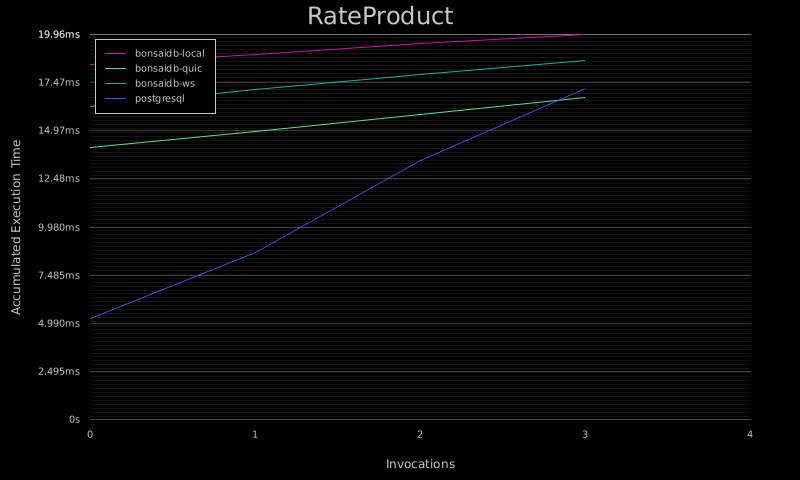 RateProduct
19.96ms
17.47ms
14.97ms
12.48ms
9.980ms
7.485ms
4.990ms
2.495ms
0s
bonsaidb-local
bonsaidb-quic
bonsaidb-ws
postgresql
Accumulated Execution Time
0 1 2 3 4
Invocations